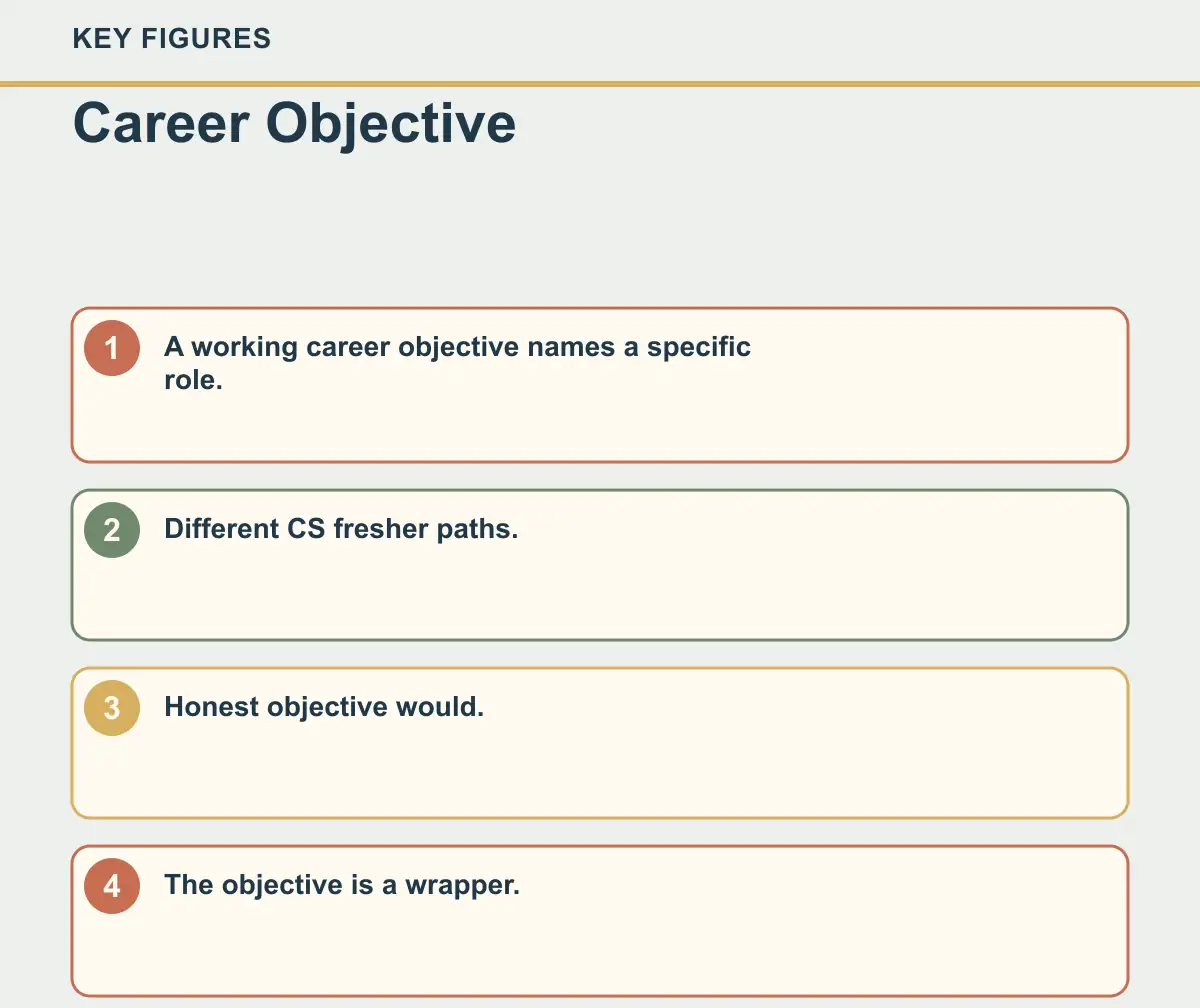 KEY FIGURES
Career Objective
1
A working career objective names a specific
role.
2
Different CS fresher paths.
3
Honest objective would.
4
The objective is a wrapper.